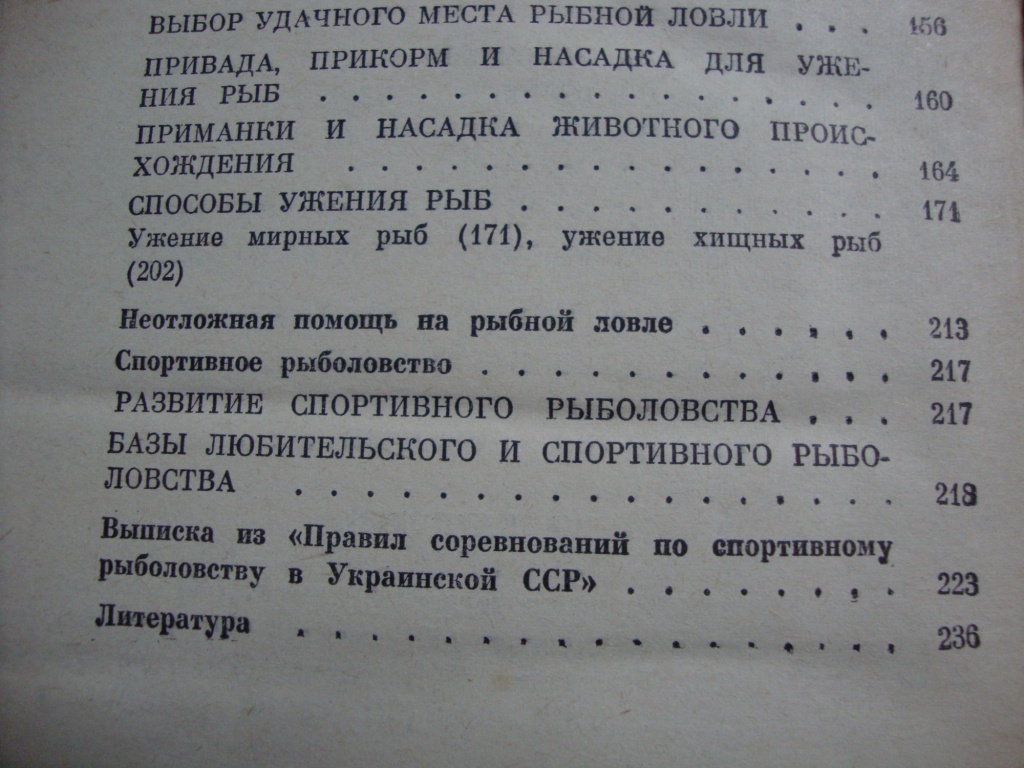 ВЫБОР УДАЧНОГО МЕСТА РЫБНОЙ ЛОВЛИ . . . 156
ПРИВАДА, ПРИКОРМ И НАСАДКА ДЛЯ УЖЕ-
НИЯ РЫБ . . . . . . . . . . . . . . . . 160
ПРИМАНКИ И НАСАДКА ЖИВОТНОГО ПРОИС-
ХОЖДЕНИЯ . . . . . . . . . . . . . . . 164
СПОСОБЫ УЖЕНИЯ РЫБ . . . . . . . . . . 171
Ужение мирных рыб (171), ужение хищных рыб
(202)
Неотложная помощь на рыбной ловле . . . . . . 213
Спортивное рыболовство . . . . . . . . . . . . 217
РАЗВИТИЕ СПОРТИВНОГО РЫБОЛОВСТВА . . . 217
БАЗЫ ЛЮБИТЕЛЬСКОГО И СПОРТИВНОГО РЫБО-
ЛОВСТВА . . . . . . . . . . . . . . . . . 218
Выписка из «Правил соревнований по спортивному
рыболовству в Украинской ССР» . . . . . . . . 223
Литература . . . . . . . . . . . . . . . . . 236